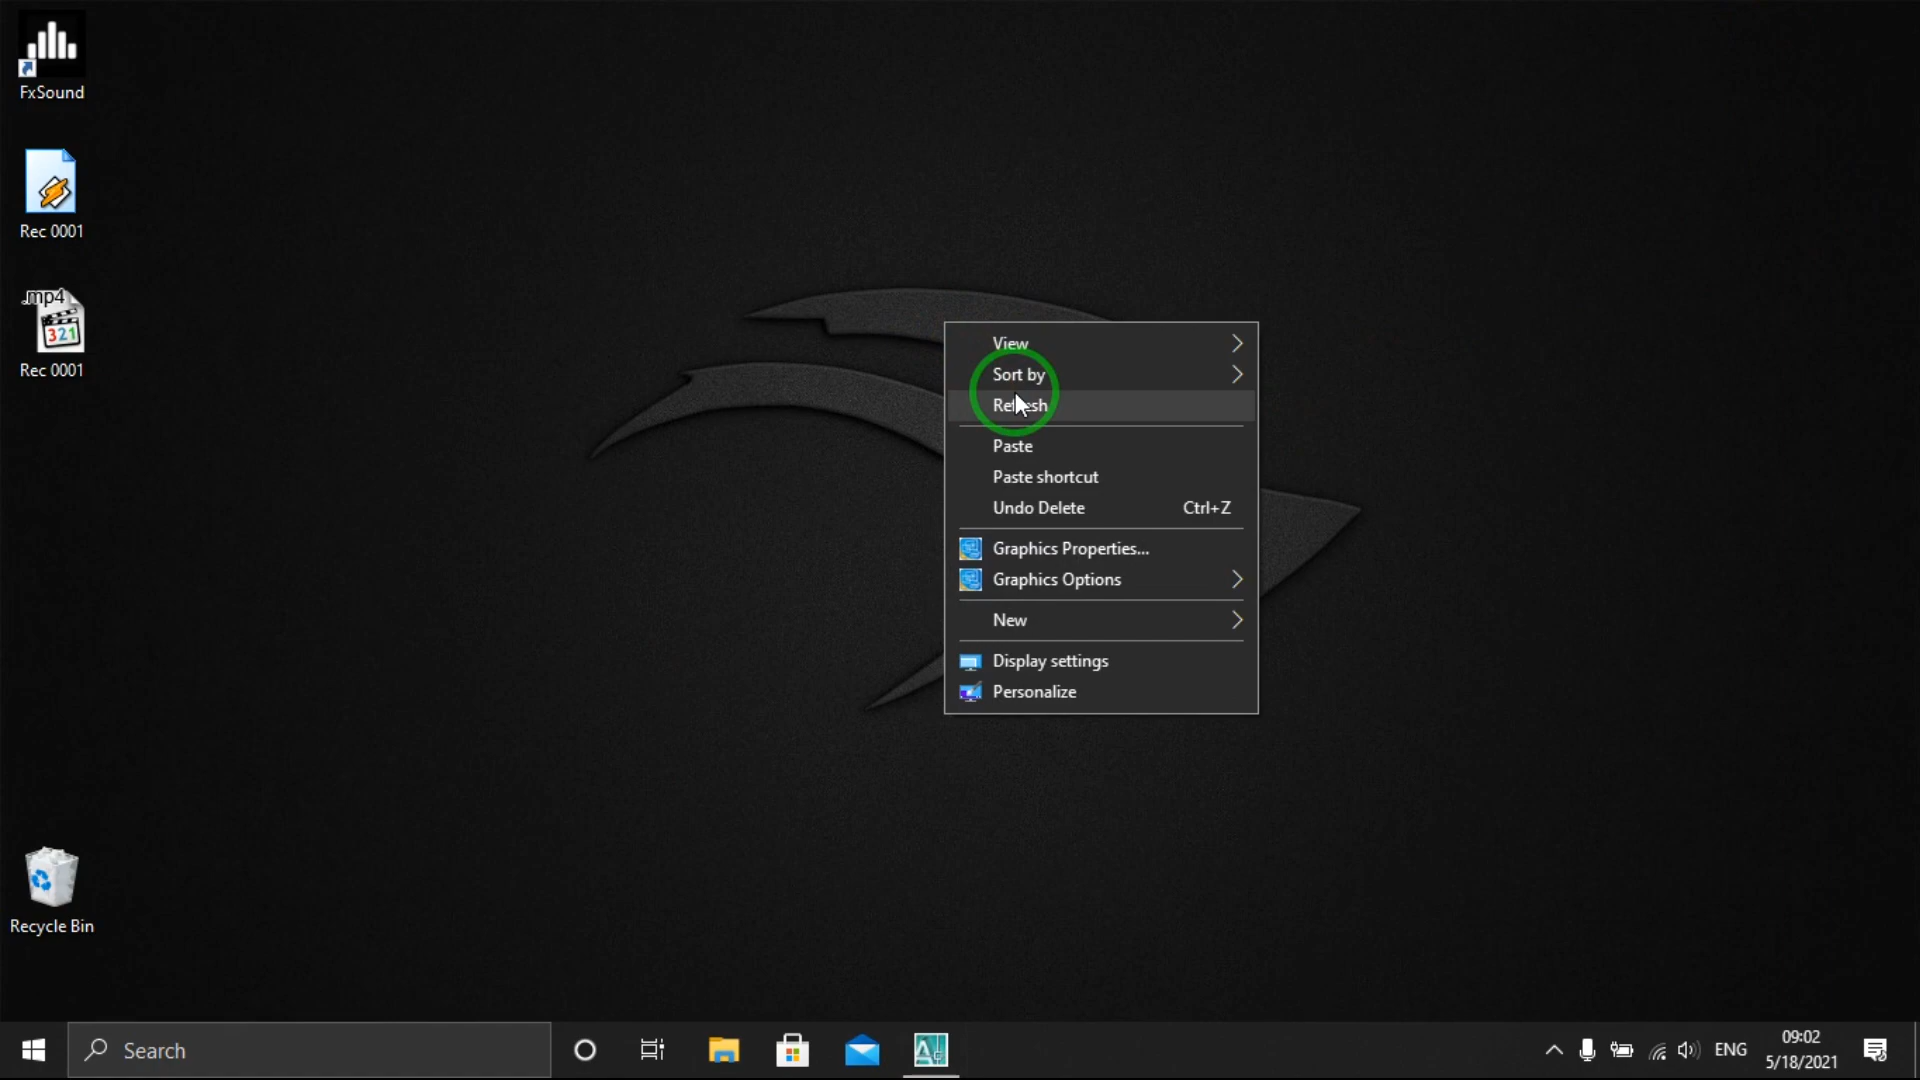 FxSound
Rec 0001
.mp4
321
Rec 0001
Recycle Bin
View
Sort by
Refresh
Paste
Paste shortcut
Undo Delete Ctrl+Z
Graphics Properties...
Graphics Options
New
Display settings
Personalize
Search
ENG
09:02
5/18/2021